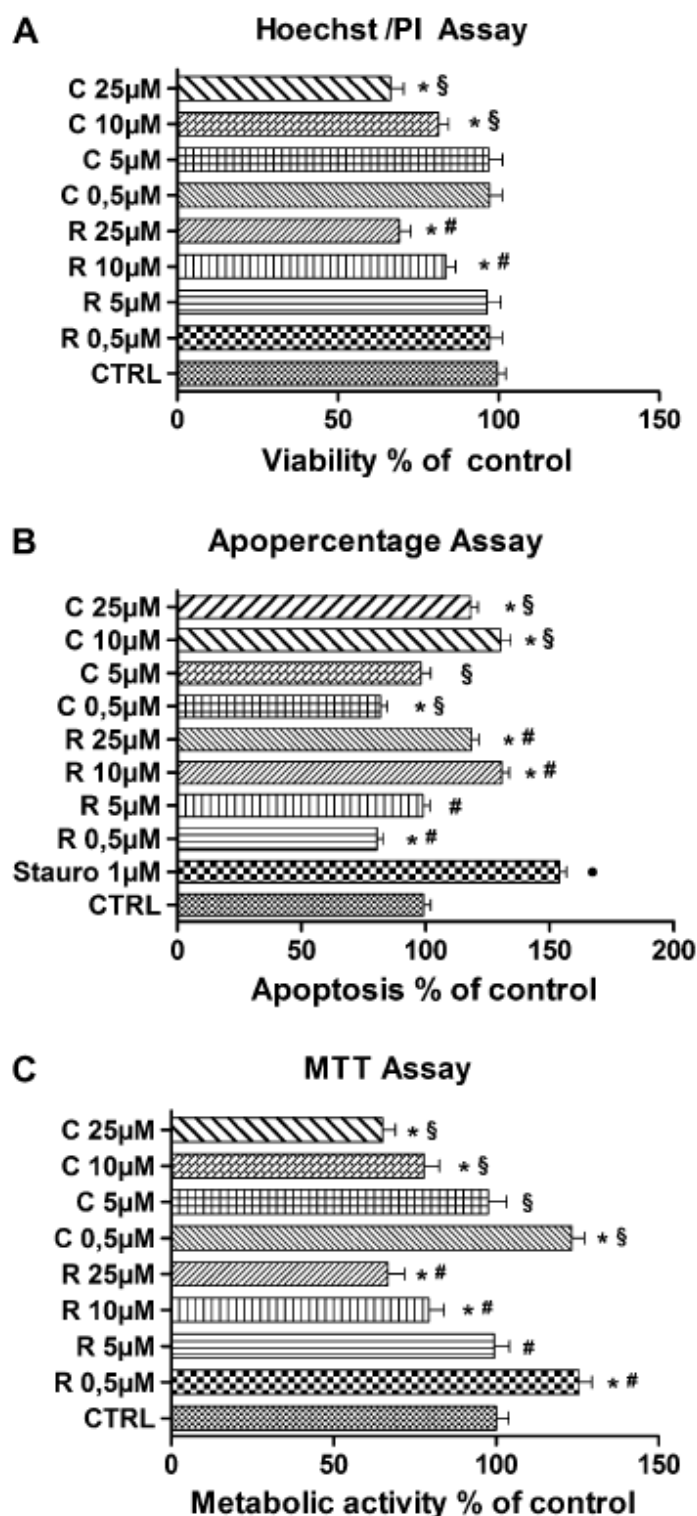 A
Hoechst /PI Assay
C 25µM * §
C 10µM * §
C 5µM
C 0,5µM
R 25µM * #
R 10µM * #
R 5µM
R 0,5µM
CTRL
0 50 100 150
Viability % of control
B
Apopercentage Assay
C 25µM * §
C 10µM * §
C 5µM §
C 0,5µM * §
R 25µM * #
R 10µM * #
R 5µM #
R 0,5µM * #
Stauro 1µM •
CTRL
0 50 100 150 200
Apoptosis % of control
C
MTT Assay
C 25µM * §
C 10µM * §
C 5µM §
C 0,5µM * §
R 25µM * #
R 10µM * #
R 5µM #
R 0,5µM * #
CTRL
0 50 100 150
Metabolic activity % of control